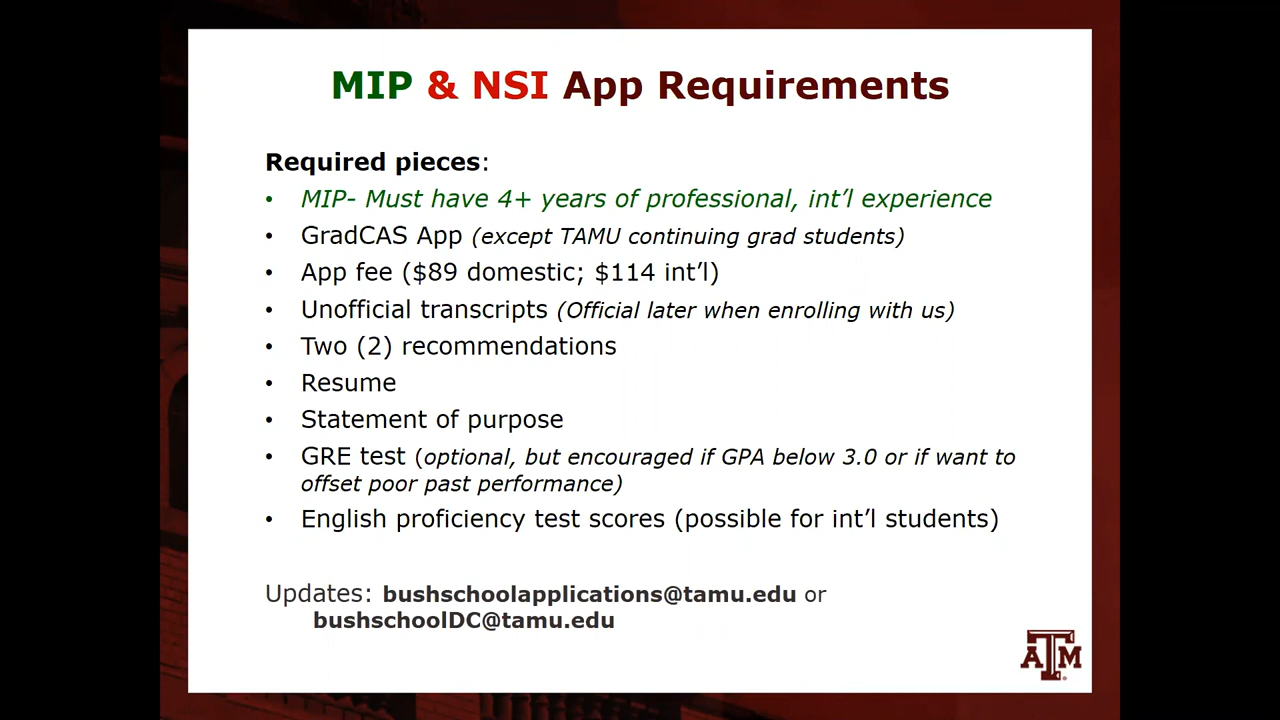 MIP & NSI App Requirements
Required pieces:
• MIP- Must have 4+ years of professional, int’l experience
• GradCAS App (except TAMU continuing grad students)
• App fee ($89 domestic; $114 int’l)
• Unofficial transcripts (Official later when enrolling with us)
• Two (2) recommendations
• Resume
• Statement of purpose
• GRE test (optional, but encouraged if GPA below 3.0 or if want to
offset poor past performance)
• English proficiency test scores (possible for int’l students)
Updates: bushschoolapplications@tamu.edu or
bushschoolDC@tamu.edu
ATM